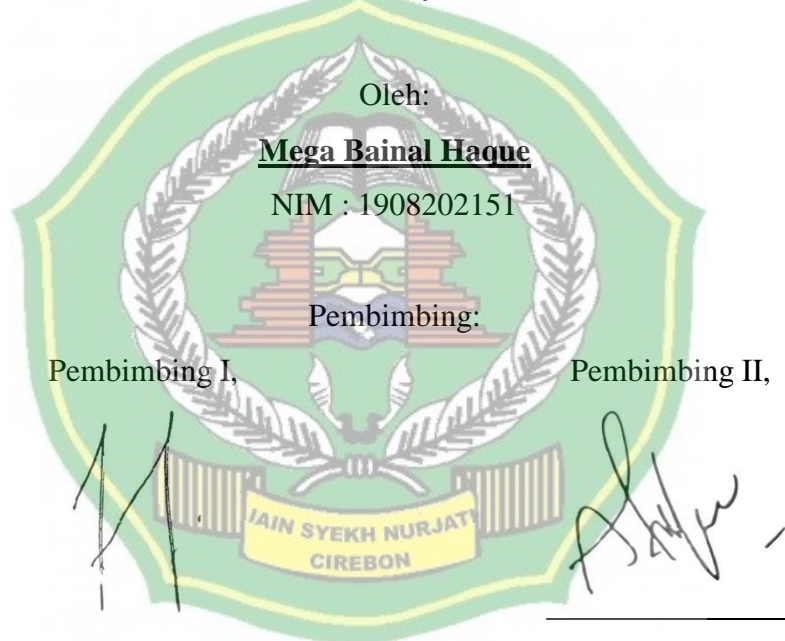 Oleh:
Mega Bainal Haque
NIM : 1908202151
Pembimbing:
Pembimbing I, Pembimbing II,
IAIN SYEKH NURJATI
CIREBON